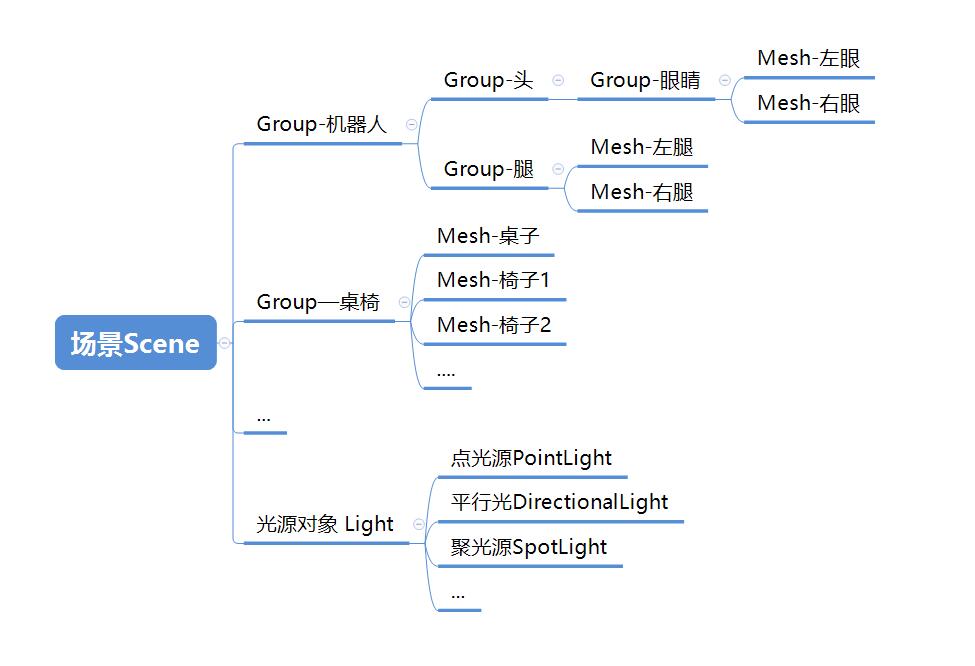 场景Scene
Group-机器人
Group-头
Group-眼睛
Mesh-左眼
Mesh-右眼
Group-腿
Mesh-左腿
Mesh-右腿
Group—桌椅
Mesh-桌子
Mesh-椅子1
Mesh-椅子2
....
...
光源对象 Light
点光源PointLight
平行光DirectionalLight
聚光源SpotLight
...